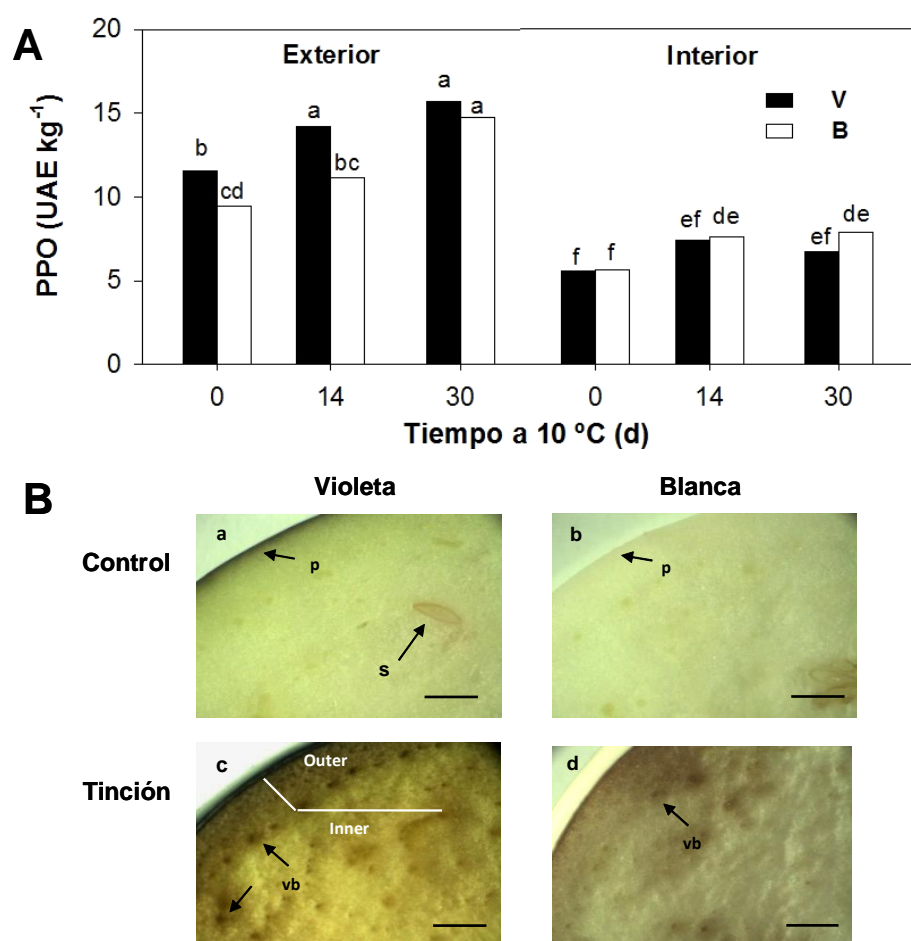 A
PPO (UAE kg-1)
20
15
10
5
0
Exterior
Interior
V
B
b
cd
a
bc
a
a
f
f
ef
de
ef
de
0
14
30
0
14
30
Tiempo a 10 ºC (d)
B
Violeta
Blanca
Control
a
p
s
b
p
Tinción
c
Outer
Inner
vb
d
vb